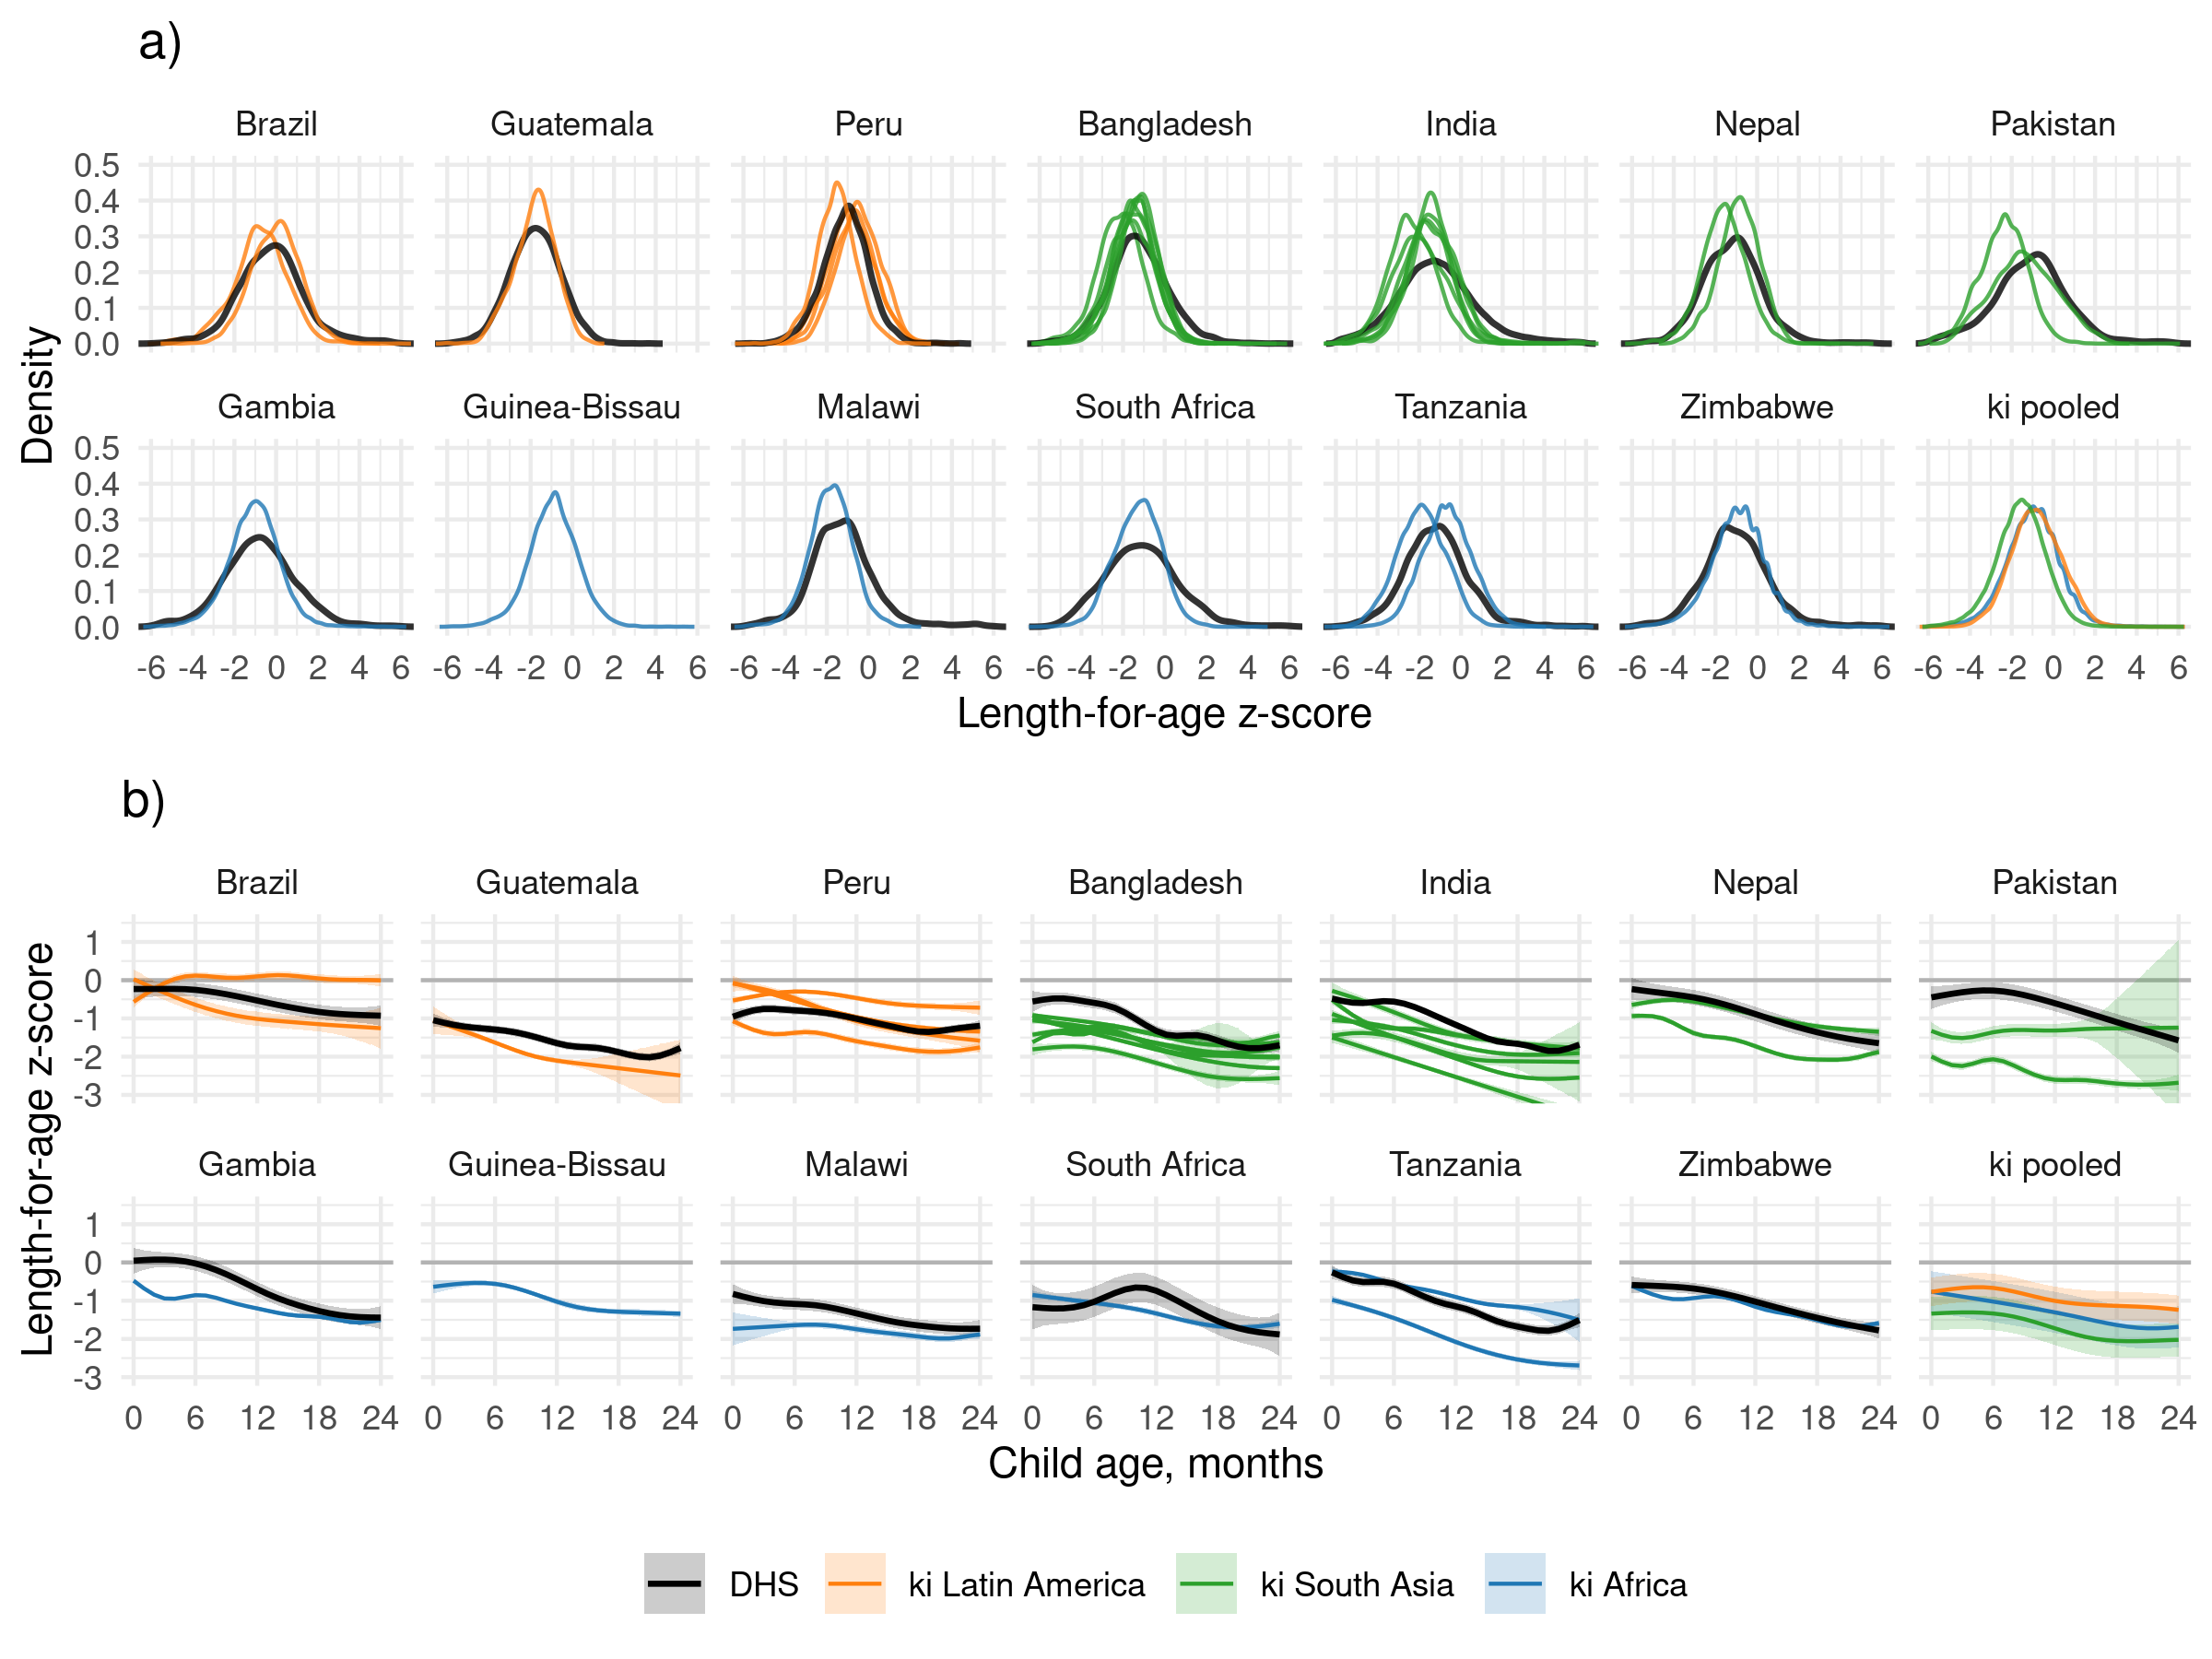 a)
Brazil Guatemala Peru Bangladesh India Nepal Pakistan
0.5
0.4
0.3
0.2
0.1
0.0
Density
Gambia Guinea-Bissau Malawi South Africa Tanzania Zimbabwe ki pooled
0.5
0.4
0.3
0.2
0.1
0.0
-6 -4 -2 0 2 4 6 -6 -4 -2 0 2 4 6 -6 -4 -2 0 2 4 6 -6 -4 -2 0 2 4 6 -6 -4 -2 0 2 4 6 -6 -4 -2 0 2 4 6 -6 -4 -2 0 2 4 6
Length-for-age z-score
b)
Brazil Guatemala Peru Bangladesh India Nepal Pakistan
1
0
-1
-2
-3
Length-for-age z-score
Gambia Guinea-Bissau Malawi South Africa Tanzania Zimbabwe ki pooled
1
0
-1
-2
-3
0 6 12 18 24 0 6 12 18 24 0 6 12 18 24 0 6 12 18 24 0 6 12 18 24 0 6 12 18 24 0 6 12 18 24
Child age, months
DHS ki Latin America ki South Asia ki Africa